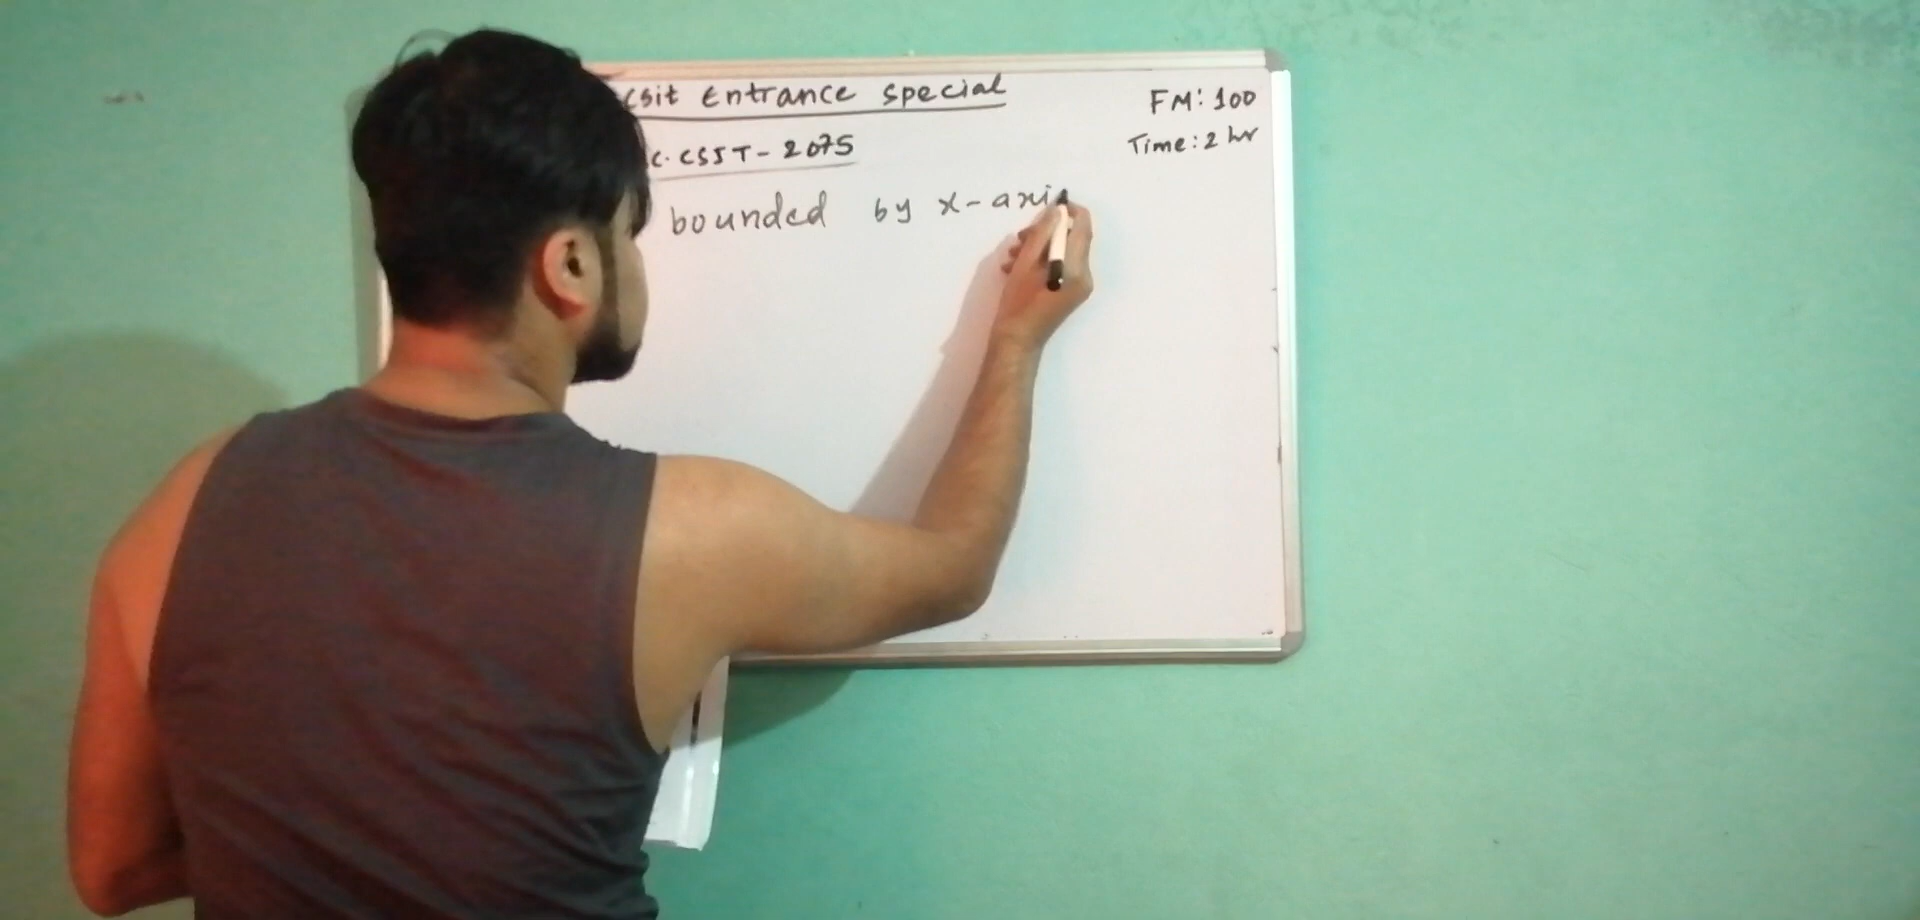 csit Entrance special
FM: 100
C. CSIT - 2075
Time: 2 hr
bounded by x-axi